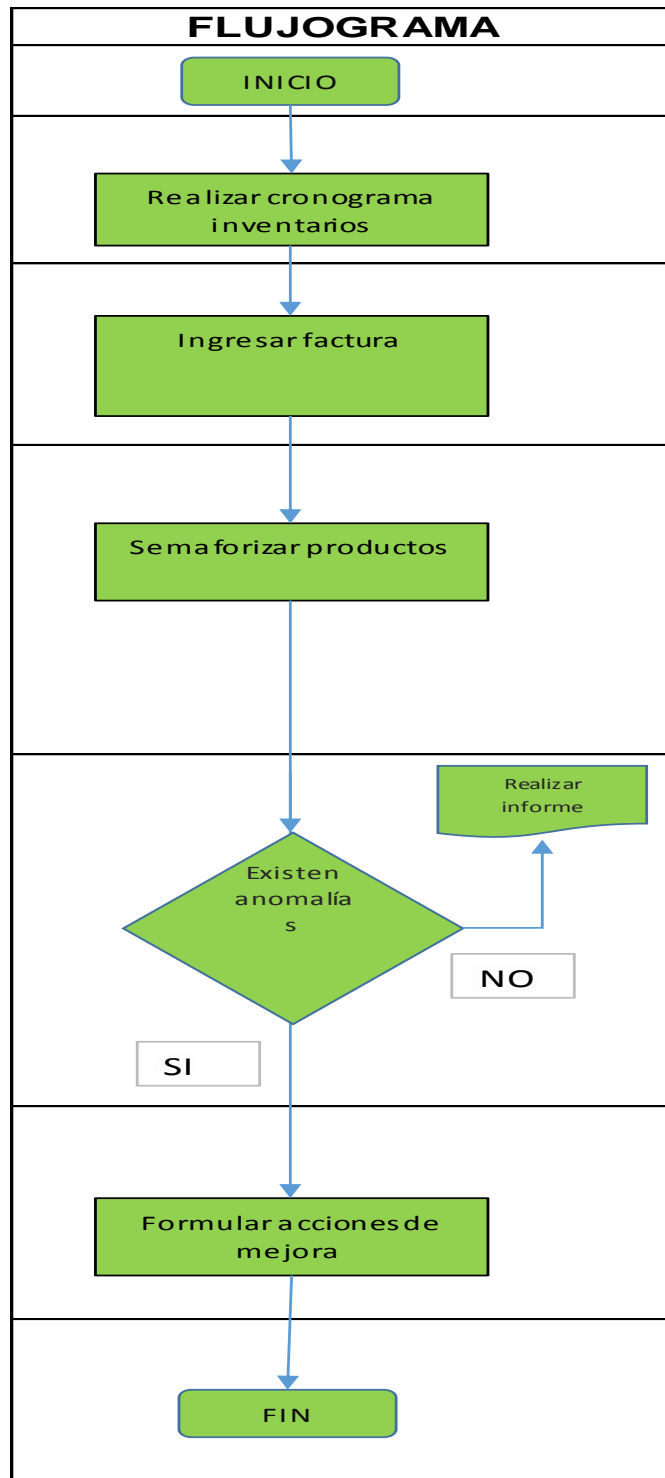 FLUJOGRAMA
INICIO
Realizar cronograma
inventarios
Ingresar factura
Semaforizar productos
Realizar
informe
Existen
anomalía
s
NO
SI
Formular acciones de
mejora
FIN